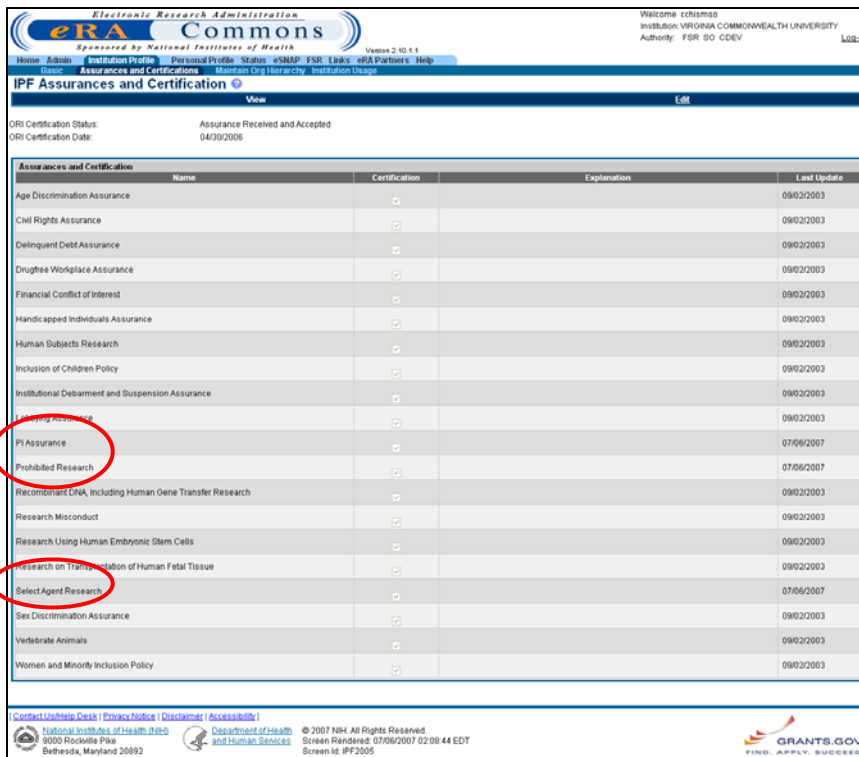 Electronic Research Administration
eRA Commons
Sponsored by National Institutes of Health
Version 2.10.1.1
Welcome cchismso
Institution: VIRGINIA COMMONWEALTH UNIVERSITY
Authority: FSR SO CDEV
Log-
Home Admin Institution Profile Personal Profile Status eSNAP FSR Links eRA Partners Help
Basic Assurances and Certifications Maintain Org Hierarchy Institution Usage
IPF Assurances and Certification
View Edit
ORI Certification Status: Assurance Received and Accepted
ORI Certification Date: 04/30/2006
Assurances and Certification
Name Certification Explanation Last Update
Age Discrimination Assurance 09/02/2003
Civil Rights Assurance 09/02/2003
Delinquent Debt Assurance 09/02/2003
Drugfree Workplace Assurance 09/02/2003
Financial Conflict of Interest 09/02/2003
Handicapped Individuals Assurance 09/02/2003
Human Subjects Research 09/02/2003
Inclusion of Children Policy 09/02/2003
Institutional Debarment and Suspension Assurance 09/02/2003
Lobbying Assurance 09/02/2003
PI Assurance 07/06/2007
Prohibited Research 07/06/2007
Recombinant DNA, Including Human Gene Transfer Research 09/02/2003
Research Misconduct 09/02/2003
Research Using Human Embryonic Stem Cells 09/02/2003
Research on Transplantation of Human Fetal Tissue 09/02/2003
Select Agent Research 07/06/2007
Sex Discrimination Assurance 09/02/2003
Vertebrate Animals 09/02/2003
Women and Minority Inclusion Policy 09/02/2003
[ Contact Us/Help Desk | Privacy Notice | Disclaimer | Accessibility ]
National Institutes of Health (NIH)
9000 Rockville Pike
Bethesda, Maryland 20892
Department of Health
and Human Services
© 2007 NIH. All Rights Reserved.
Screen Rendered: 07/06/2007 02:08:44 EDT
Screen Id: IPF2005
GRANTS.GOV
FIND. APPLY. SUCCEED